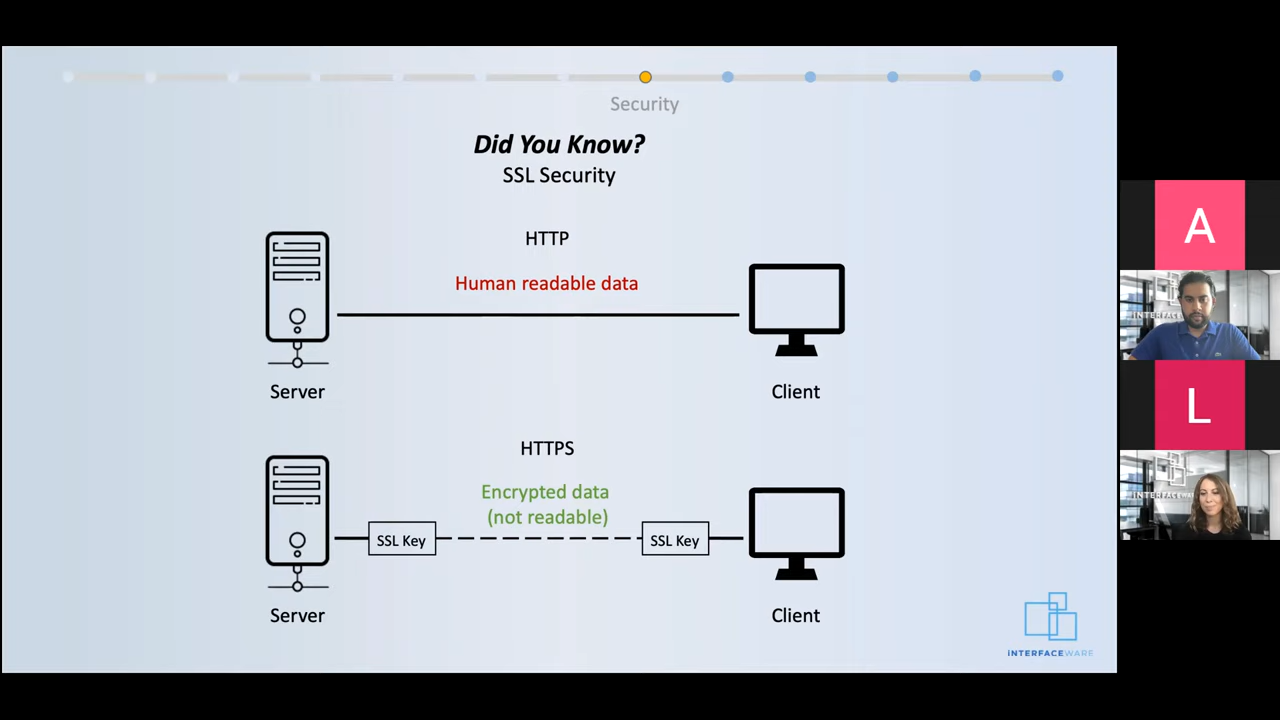 Security
Did You Know?
SSL Security
HTTP
Human readable data
Server
Client
HTTPS
Encrypted data
(not readable)
SSL Key
SSL Key
Server
Client
INTERFACEWARE
A
L